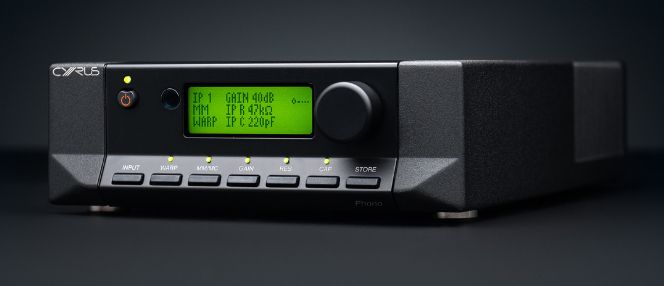 CYRUS
IP 1 GAIN 40dB
MM IP R 47kΩ
WARP IP C 220pF
INPUT WARP MM/MC GAIN RES CAP STORE
Phono